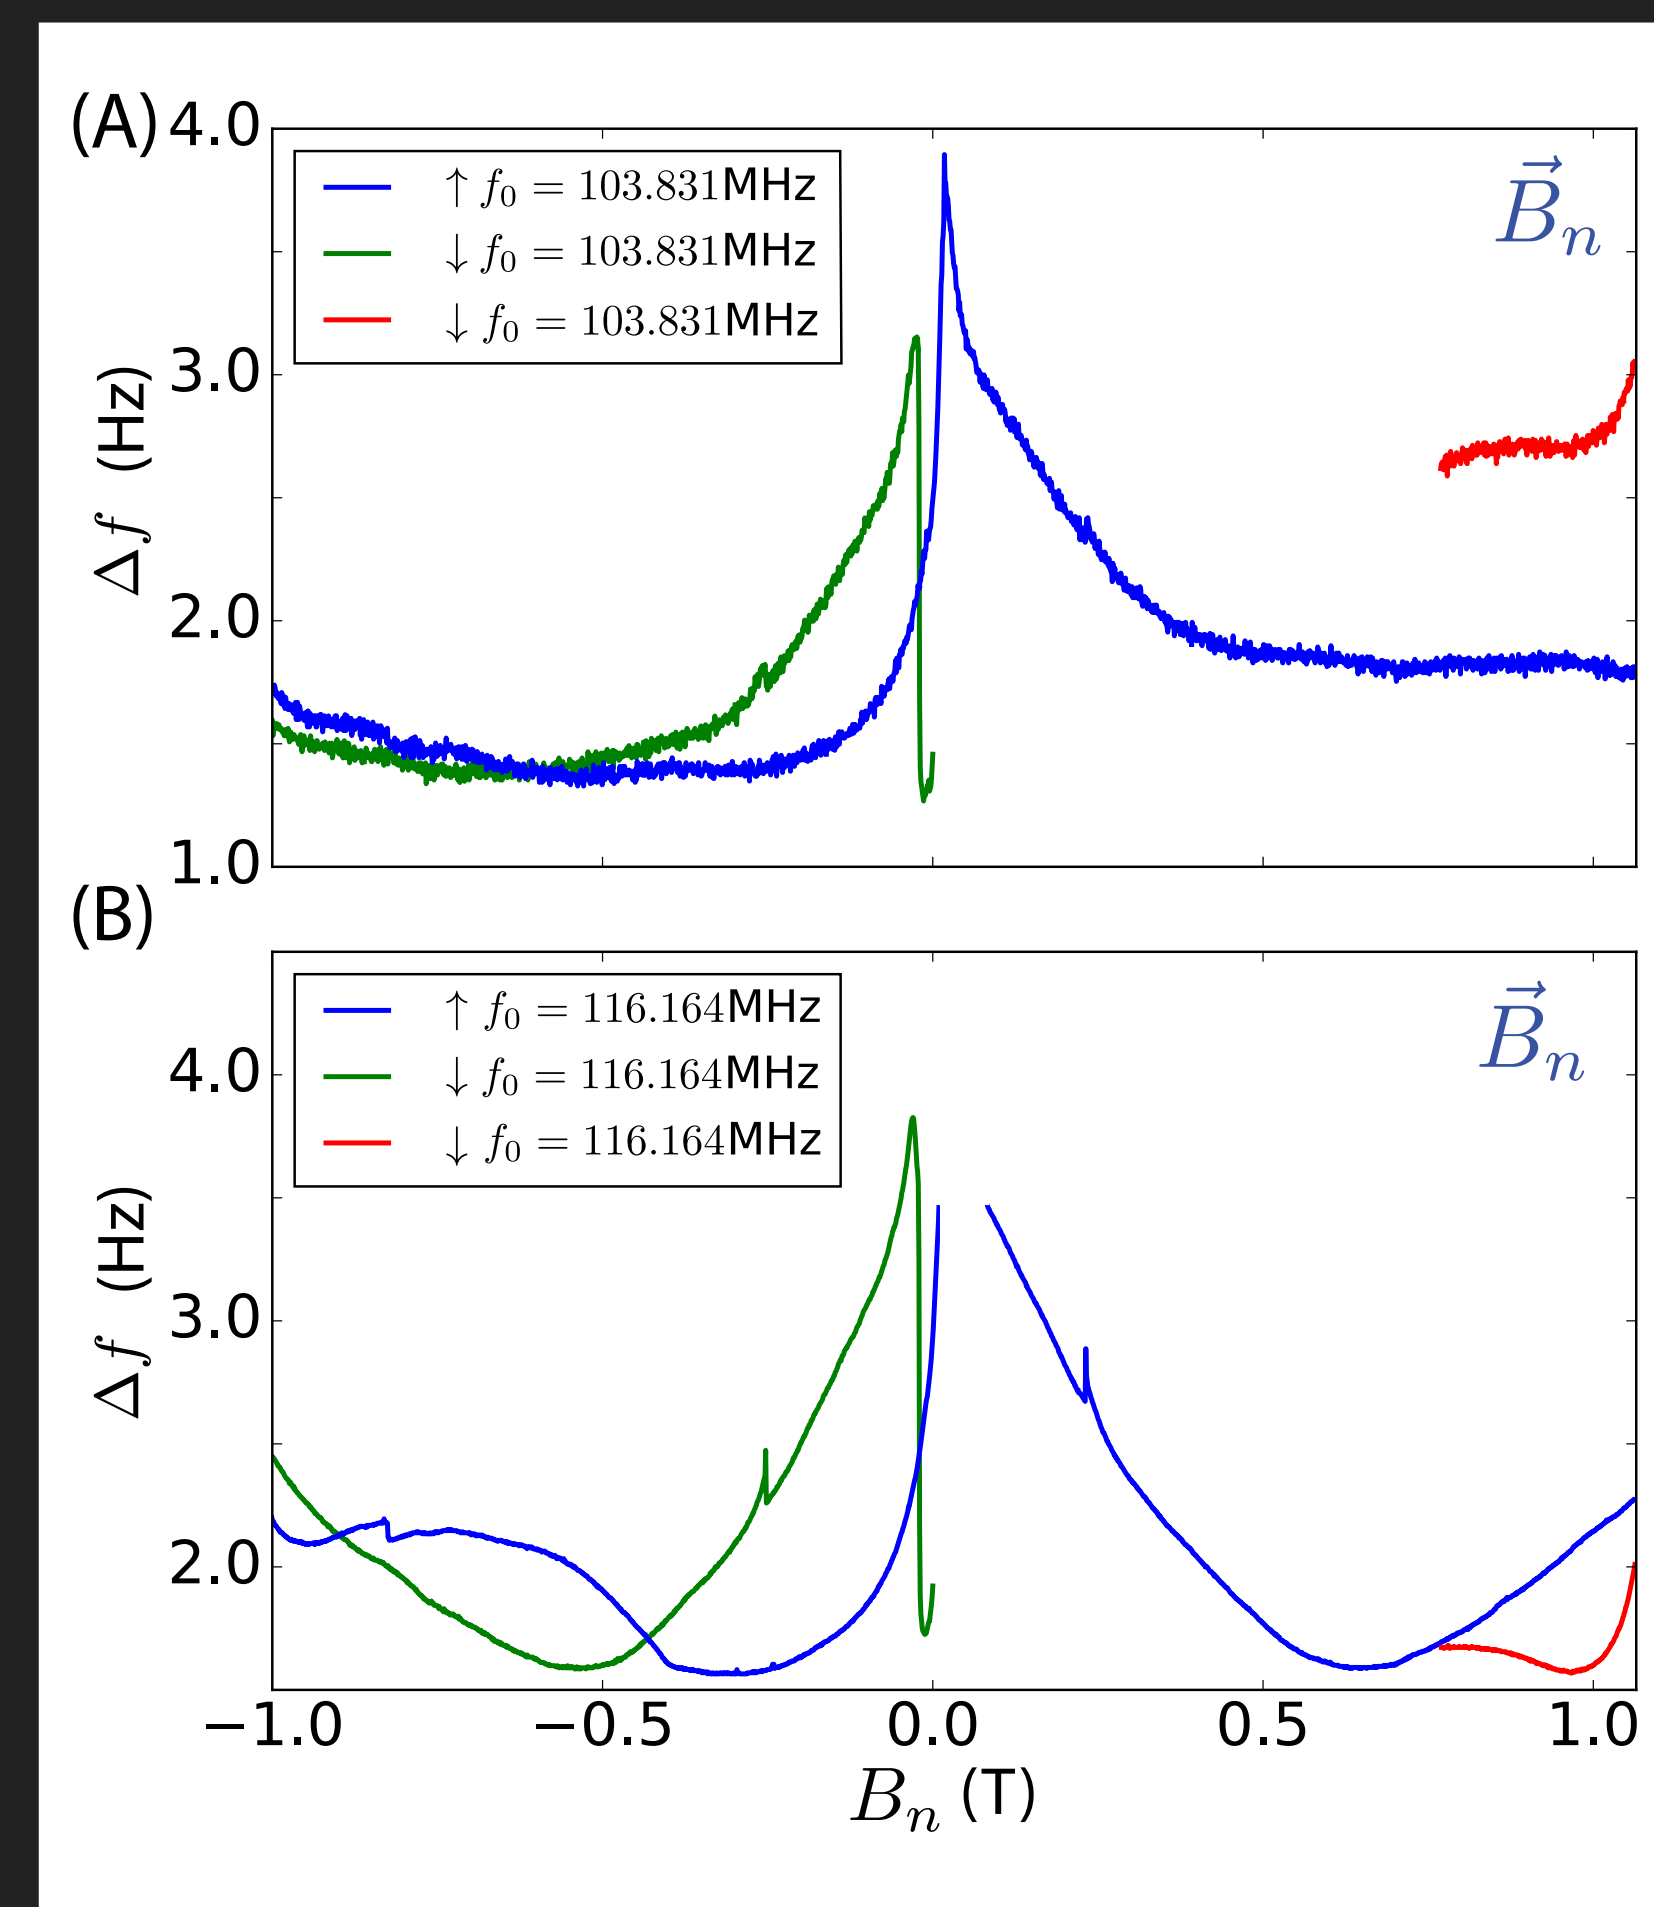 (A)
4.0
3.0
2.0
1.0
Δf (Hz)
↑ f₀ = 103.831MHz
↓ f₀ = 103.831MHz
↓ f₀ = 103.831MHz
B⃗ₙ
(B)
4.0
3.0
2.0
Δf (Hz)
↑ f₀ = 116.164MHz
↓ f₀ = 116.164MHz
↓ f₀ = 116.164MHz
B⃗ₙ
−1.0 −0.5 0.0 0.5 1.0
Bₙ (T)